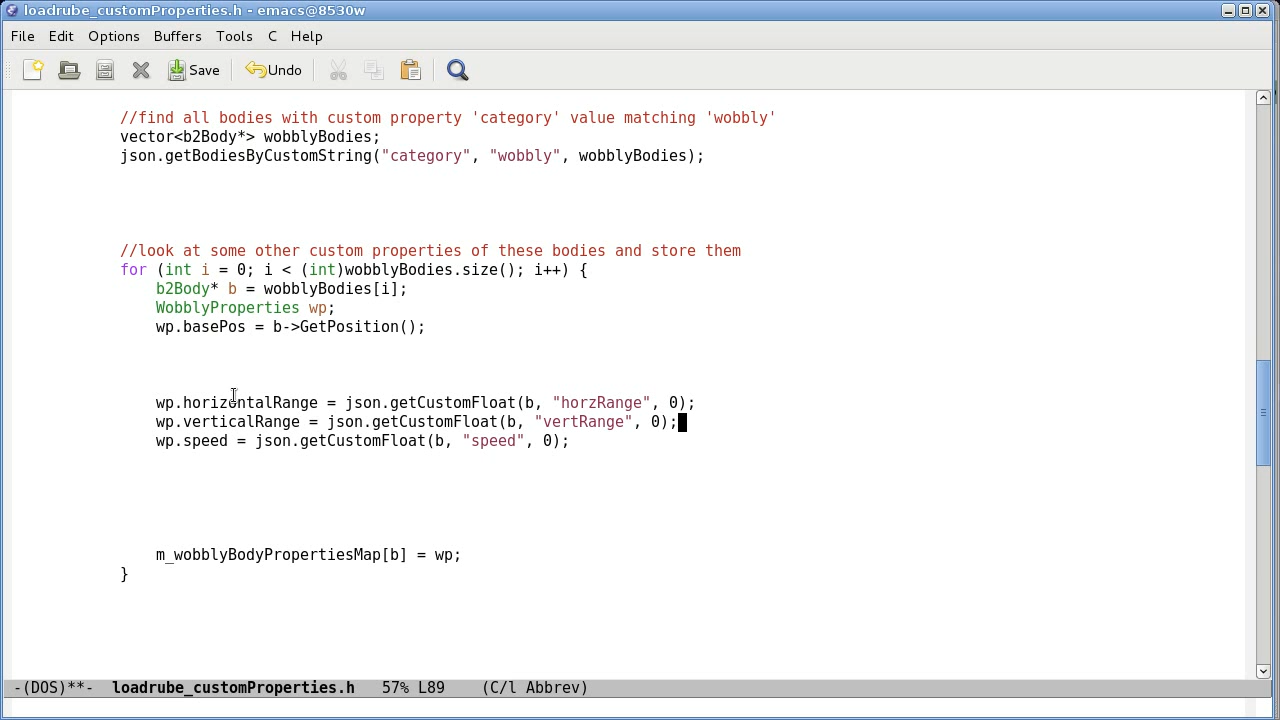 loadrube_customProperties.h - emacs@8530w
File Edit Options Buffers Tools C Help
Save Undo
//find all bodies with custom property 'category' value matching 'wobbly'
vector<b2Body*> wobblyBodies;
json.getBodiesByCustomString("category", "wobbly", wobblyBodies);
//look at some other custom properties of these bodies and store them
for (int i = 0; i < (int)wobblyBodies.size(); i++) {
b2Body* b = wobblyBodies[i];
WobblyProperties wp;
wp.basePos = b->GetPosition();
wp.horizontalRange = json.getCustomFloat(b, "horzRange", 0);
wp.verticalRange = json.getCustomFloat(b, "vertRange", 0);
wp.speed = json.getCustomFloat(b, "speed", 0);
m_wobblyBodyPropertiesMap[b] = wp;
}
-(DOS)**- loadrube_customProperties.h 57% L89 (C/l Abbrev)